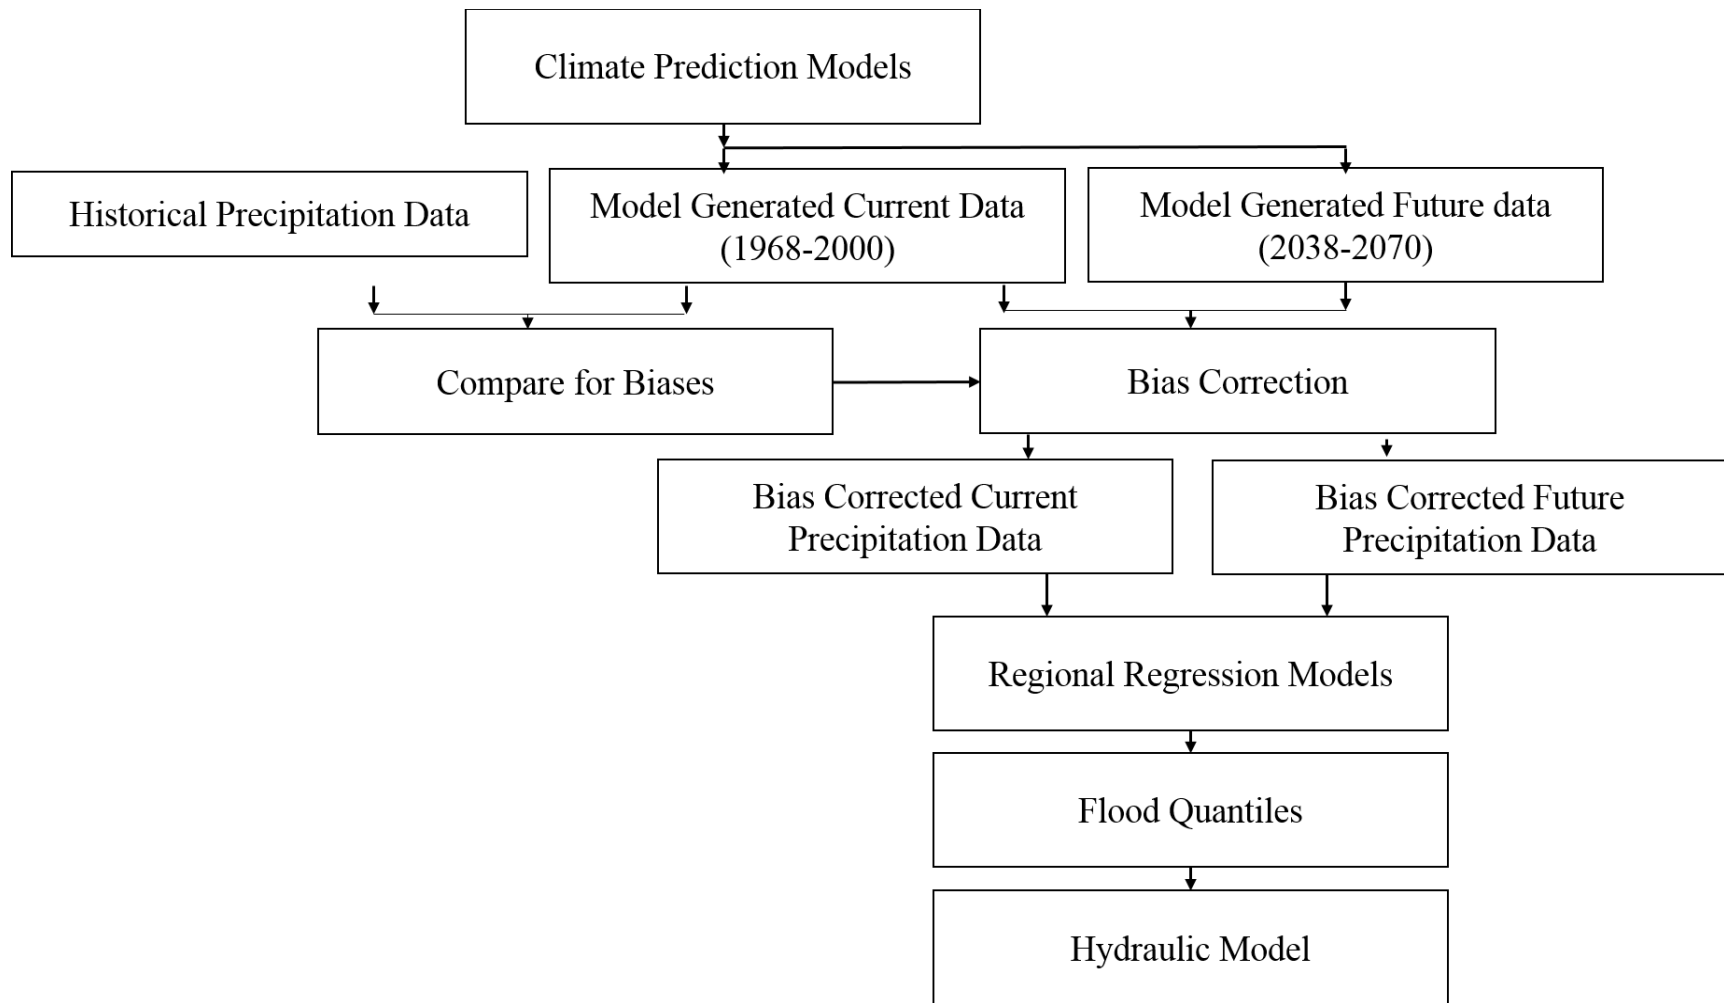 Climate Prediction Models
Historical Precipitation Data
Model Generated Current Data
(1968-2000)
Model Generated Future data
(2038-2070)
Compare for Biases
Bias Correction
Bias Corrected Current
Precipitation Data
Bias Corrected Future
Precipitation Data
Regional Regression Models
Flood Quantiles
Hydraulic Model